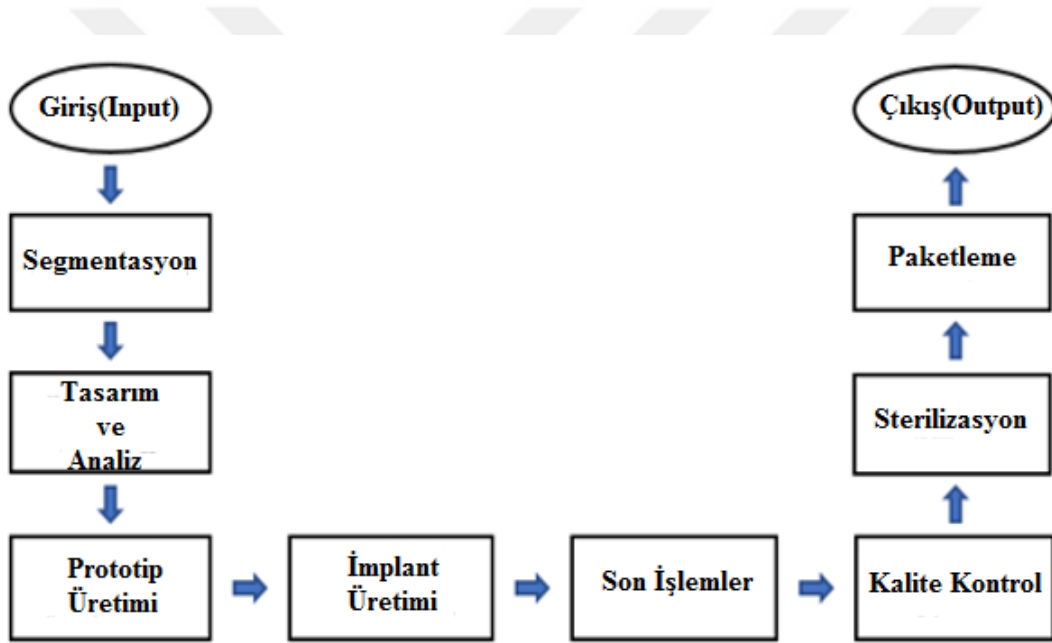 Giriş(Input)
Segmentasyon
Tasarım
ve
Analiz
Prototip
Üretimi
İmplant
Üretimi
Son İşlemler
Kalite Kontrol
Sterilizasyon
Paketleme
Çıkış(Output)